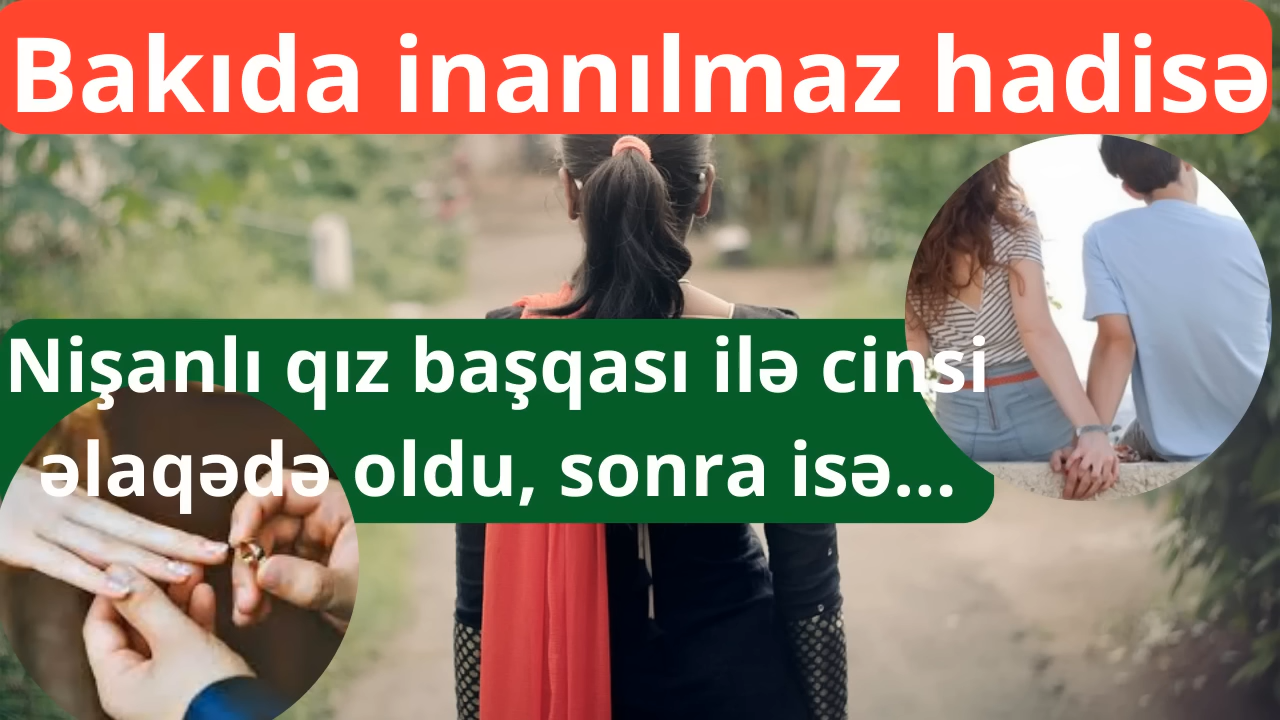 Bakıda inanılmaz hadisə
Nişanlı qız başqası ilə cinsi
əlaqədə oldu, sonra isə...